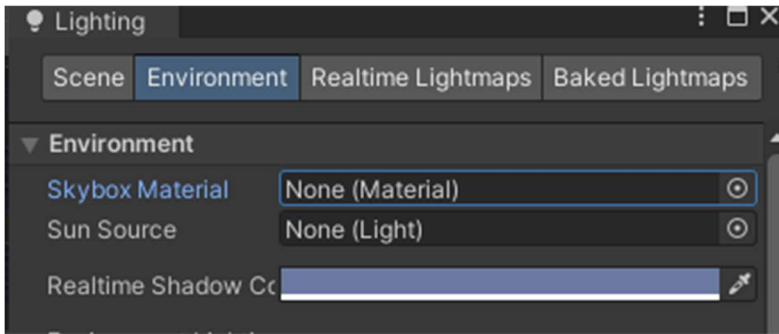 Lighting
Scene Environment Realtime Lightmaps Baked Lightmaps
Environment
Skybox Material None (Material)
Sun Source None (Light)
Realtime Shadow Co